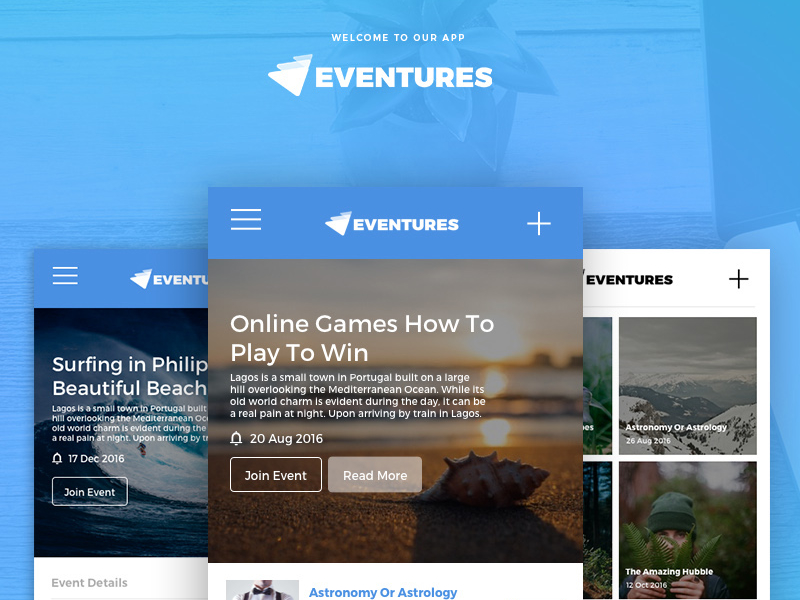 WELCOME TO OUR APP
EVENTURES
EVENTURES
Online Games How To
Play To Win
Lagos is a small town in Portugal built on a large
hill overlooking the Mediterranean Ocean. While its
old world charm is evident during the day, it can be
a real pain at night. Upon arriving by train in Lagos.
20 Aug 2016
Join Event
Read More
Astronomy Or Astrology
Surfing in Philip
Beautiful Beach
Lagos is a small town in Portugal built
hill overlooking the Mediterranean Oc
old world charm is evident during the
a real pain at night. Upon arriving by tr
17 Dec 2016
Join Event
Event Details
EVENTURES
Astronomy Or Astrology
26 Aug 2016
The Amazing Hubble
12 Oct 2016